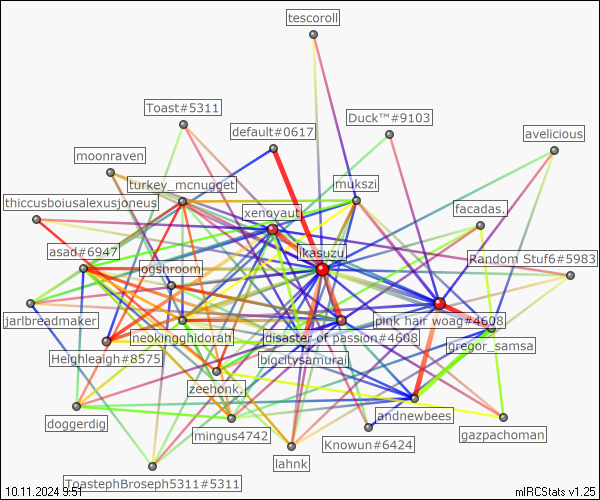 tescoroll
Toast#5311
Duck™#9103
default#0617
avelicious
moonraven
turkey_mcnugget
mukszi
thiccusboiusalexusjoneus
xenoyaut
facadas.
asad#6947
jkasuzu
ggshroom
Random Stuf6#5983
jarlbreadmaker
pink hair woag#4608
neokingghidorah
disaster of passion#4608
gregor_samsa
Heighleaigh#8575
bigcitysamurai
zeehonk.
andnewbees
doggerdig
mingus4742
gazpachoman
Knowun#6424
lahnk
ToastephBroseph5311#5311
10.11.2024 9:51
mIRCStats v1.25